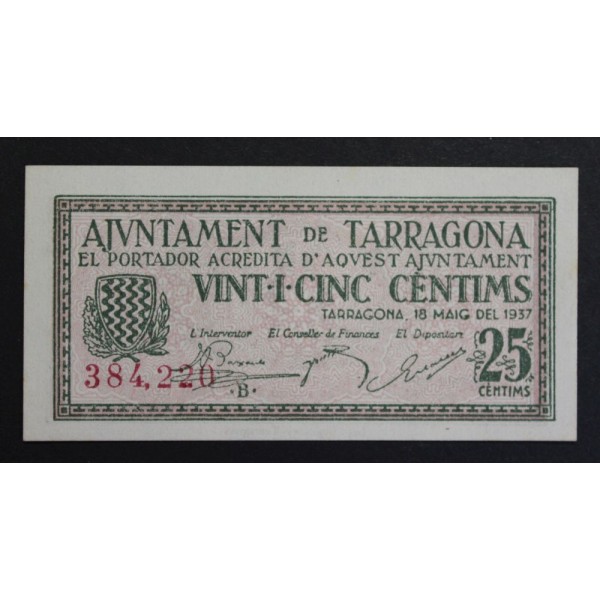 AJVNTAMENT DE TARRAGONA
EL PORTADOR ACREDITA D'AQVEST AJVNTAMENT
VINT·I·CINC CÈNTIMS
TARRAGONA, 18 MAIG DEL 1937
L'Interventor El Conseller de Finances El Dipositari
384,220
·B·
25
CÈNTIMS